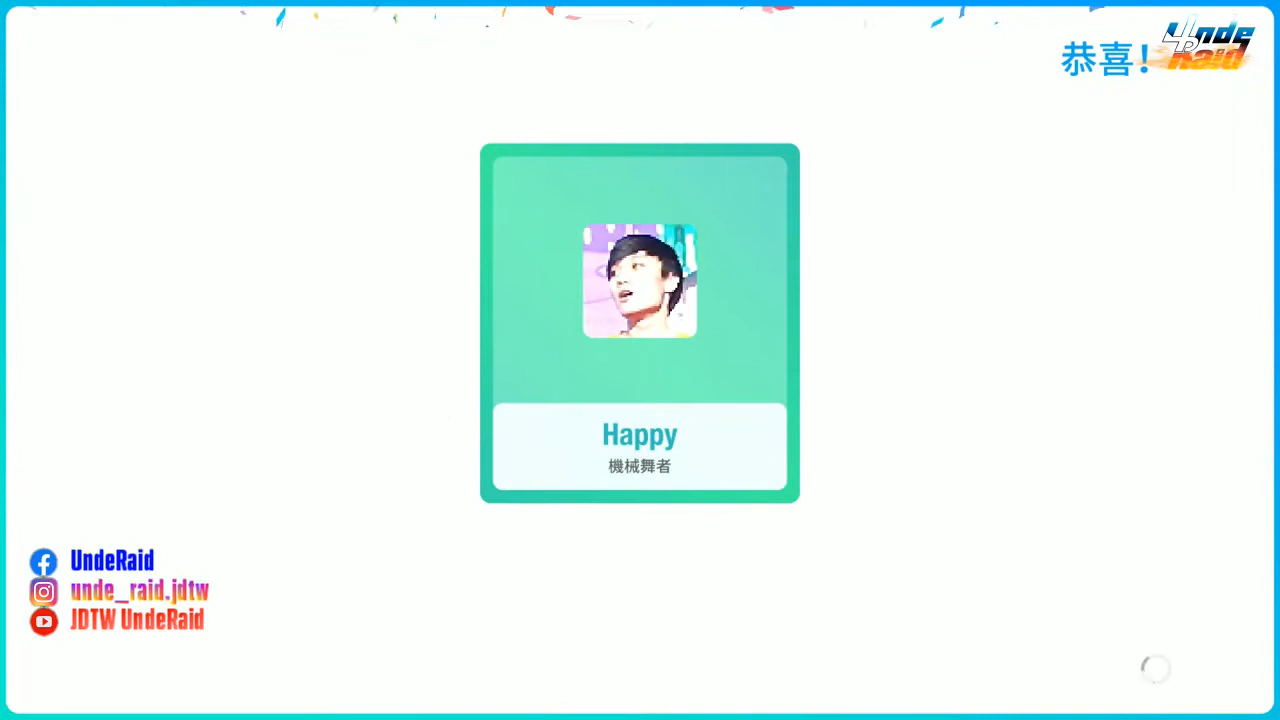 恭喜!
Unde
Raid
Happy
機械舞者
UndeRaid
unde_raid.jdtw
JDTW UndeRaid